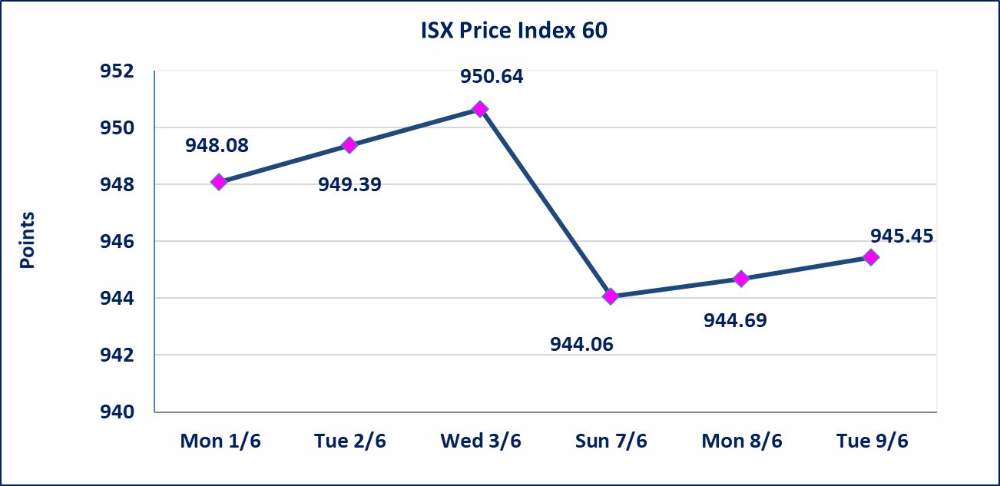 ISX Price Index 60
952
950
948
946
944
942
940
Points
948.08
949.39
950.64
944.06
944.69
945.45
Mon 1/6
Tue 2/6
Wed 3/6
Sun 7/6
Mon 8/6
Tue 9/6